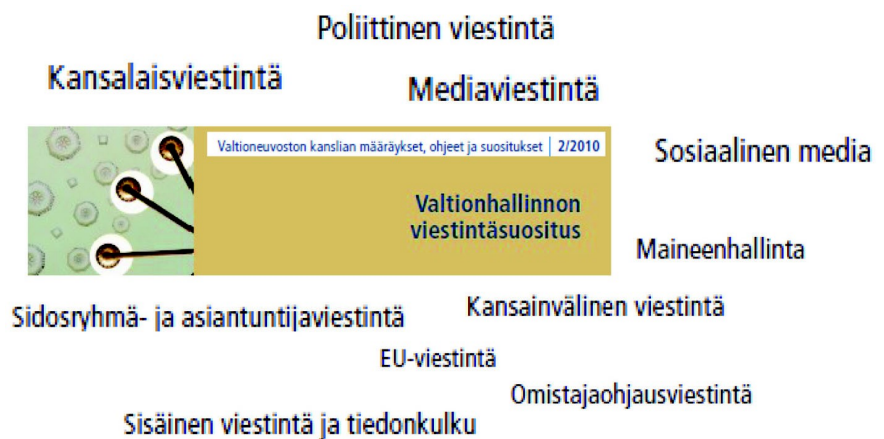 Poliittinen viestintä
Kansalaisviestintä
Mediaviestintä
Valtioneuvoston kanslian määräykset, ohjeet ja suositukset | 2/2010
Sosiaalinen media
Valtionhallinnon
viestintäsuositus
Maineenhallinta
Kansainvälinen viestintä
Sidosryhmä- ja asiantuntijaviestintä
EU-viestintä
Omistajaohjausviestintä
Sisäinen viestintä ja tiedonkulku